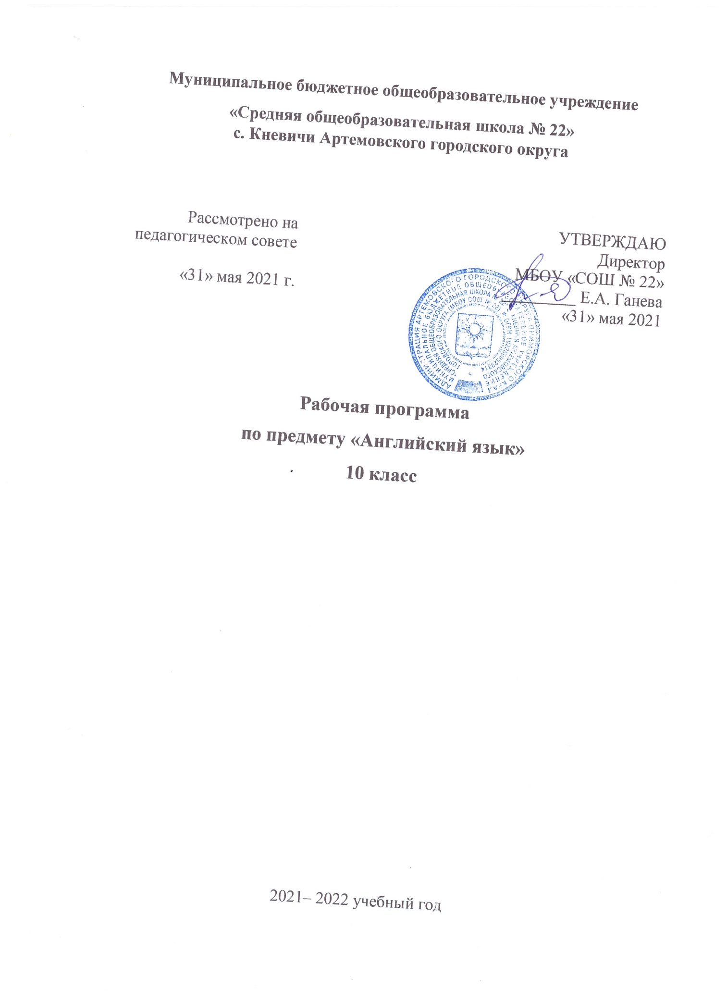 Муниципальное бюджетное общеобразовательное учреждение
«Средняя общеобразовательная школа № 22»
с. Кневичи Артемовского городского округа
Рассмотрено на
педагогическом совете
«31» мая 2021 г.
УТВЕРЖДАЮ
Директор
МБОУ «СОШ № 22»
__________ Е.А. Ганева
«31» мая 2021
АДМИНИСТРАЦИЯ АРТЕМОВСКОГО ГОРОДСКОГО ОКРУГА ПРИМОРСКОГО КРАЯ
МУНИЦИПАЛЬНОЕ БЮДЖЕТНОЕ ОБЩЕОБРАЗОВАТЕЛЬНОЕ УЧРЕЖДЕНИЕ
«СРЕДНЯЯ ОБЩЕОБРАЗОВАТЕЛЬНАЯ ШКОЛА № 22» КНЕВИЧИ АРТЕМОВСКОГО
ГОРОДСКОГО ОКРУГА (МБОУ СОШ № 22) * ОГРН
Рабочая программа
по предмету «Английский язык»
10 класс
2021– 2022 учебный год